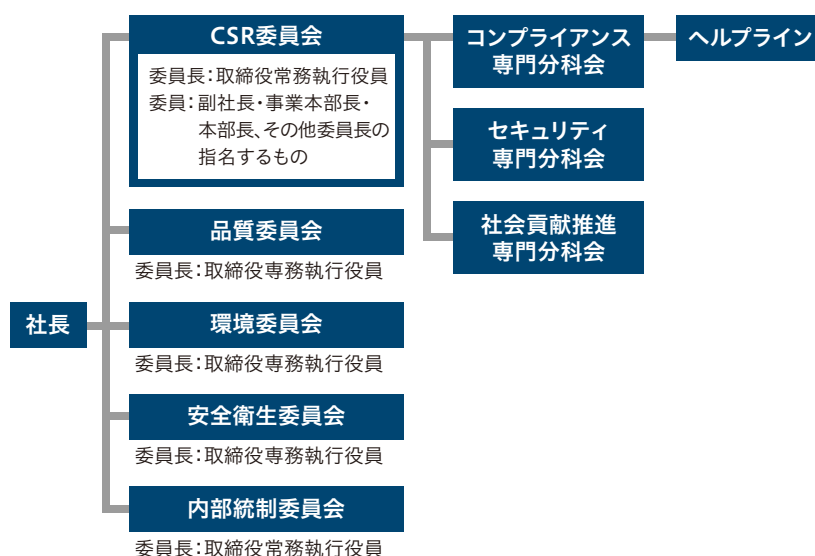 CSR委員会
委員長：取締役常務執行役員
委員：副社長・事業本部長・
本部長、その他委員長の
指名するもの
コンプライアンス
専門分科会
ヘルプライン
セキュリティ
専門分科会
社会貢献推進
専門分科会
品質委員会
委員長：取締役専務執行役員
社長
環境委員会
委員長：取締役専務執行役員
安全衛生委員会
委員長：取締役専務執行役員
内部統制委員会
委員長：取締役常務執行役員